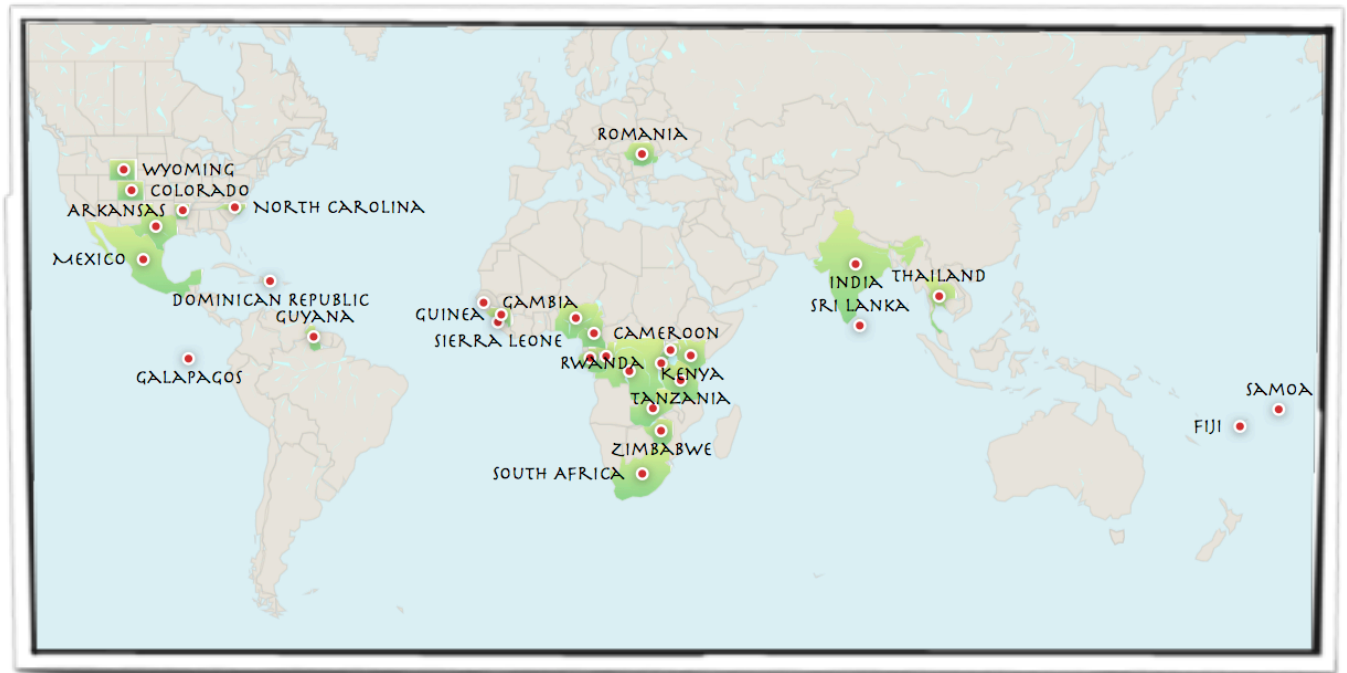 ROMANIA
WYOMING
COLORADO
ARKANSAS
NORTH CAROLINA
MEXICO
DOMINICAN REPUBLIC
GUYANA
GALAPAGOS
GUINEA
GAMBIA
SIERRA LEONE
CAMEROON
RWANDA
KENYA
TANZANIA
ZIMBABWE
SOUTH AFRICA
INDIA
THAILAND
SRI LANKA
SAMOA
FIJI